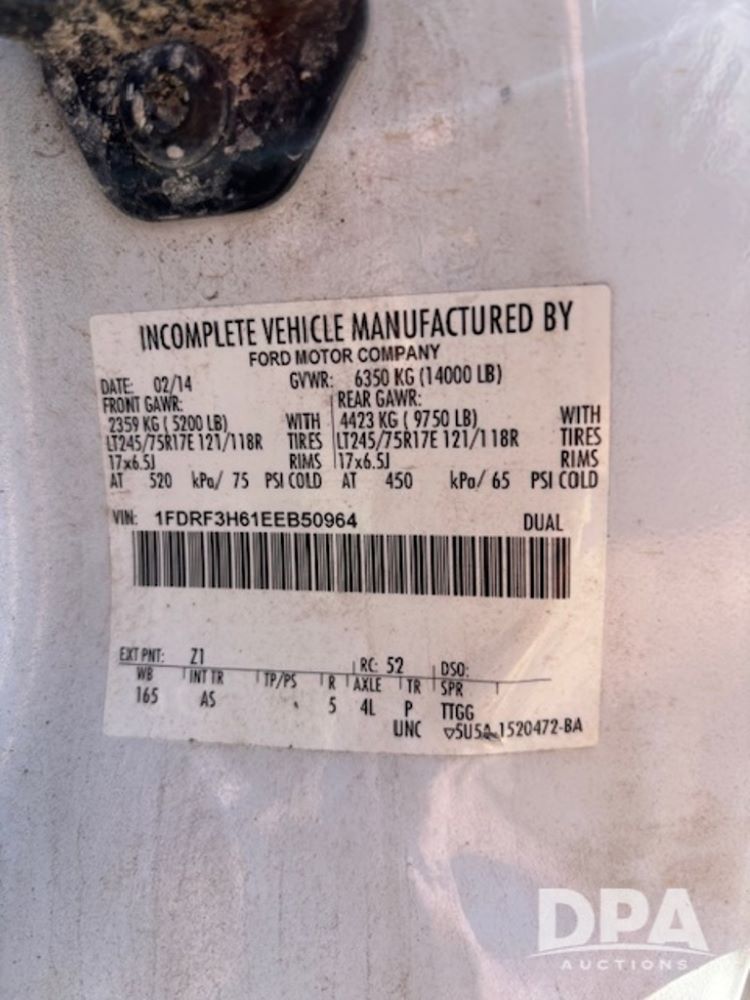 INCOMPLETE VEHICLE MANUFACTURED BY
FORD MOTOR COMPANY
DATE: 02/14 GVWR: 6350 KG (14000 LB)
FRONT GAWR: REAR GAWR:
2359 KG ( 5200 LB) WITH 4423 KG ( 9750 LB) WITH
LT245/75R17E 121/118R TIRES LT245/75R17E 121/118R TIRES
17x6.5J RIMS 17x6.5J RIMS
AT 520 kPa/ 75 PSI COLD AT 450 kPa/ 65 PSI COLD
VIN: 1FDRF3H61EEB50964 DUAL
EXT PNT: Z1 RC: 52 DSO:
WB INT TR TP/PS R AXLE TR SPR
165 AS 5 4L P TTGG
UNC ▽5U5A-1520472-BA
DPA
AUCTIONS